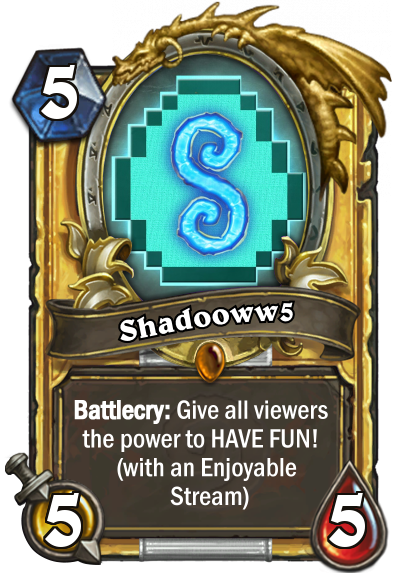 5
S
Shadooww5
Battlecry: Give all viewers
the power to HAVE FUN!
(with an Enjoyable
Stream)
5
5